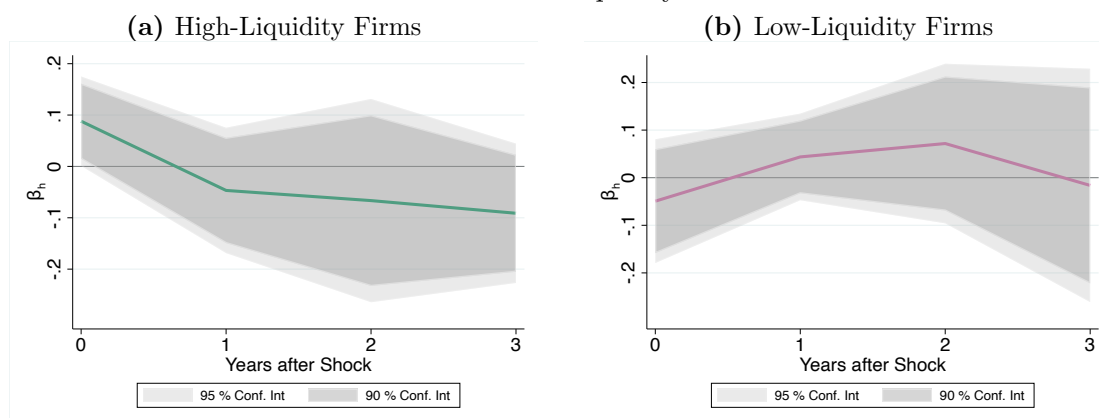 (a) High-Liquidity Firms
(b) Low-Liquidity Firms
.2
.1
0
-.1
-.2
βh
0
1
2
3
Years after Shock
95 % Conf. Int
90 % Conf. Int
.2
.1
0
-.1
-.2
βh
0
1
2
3
Years after Shock
95 % Conf. Int
90 % Conf. Int